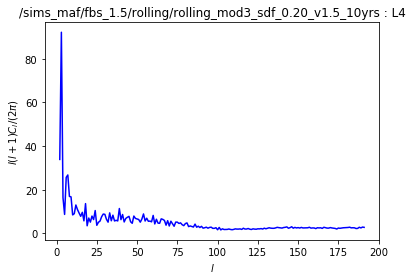 /sims_maf/fbs_1.5/rolling/rolling_mod3_sdf_0.20_v1.5_10yrs : L4
80
60
40
20
0
l(l + 1)C_l/(2π)
0 25 50 75 100 125 150 175 200
l